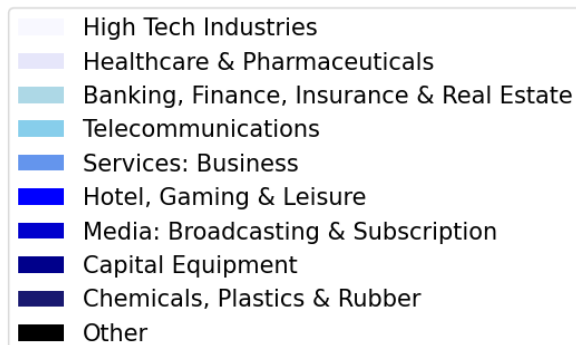 High Tech Industries
Healthcare & Pharmaceuticals
Banking, Finance, Insurance & Real Estate
Telecommunications
Services: Business
Hotel, Gaming & Leisure
Media: Broadcasting & Subscription
Capital Equipment
Chemicals, Plastics & Rubber
Other